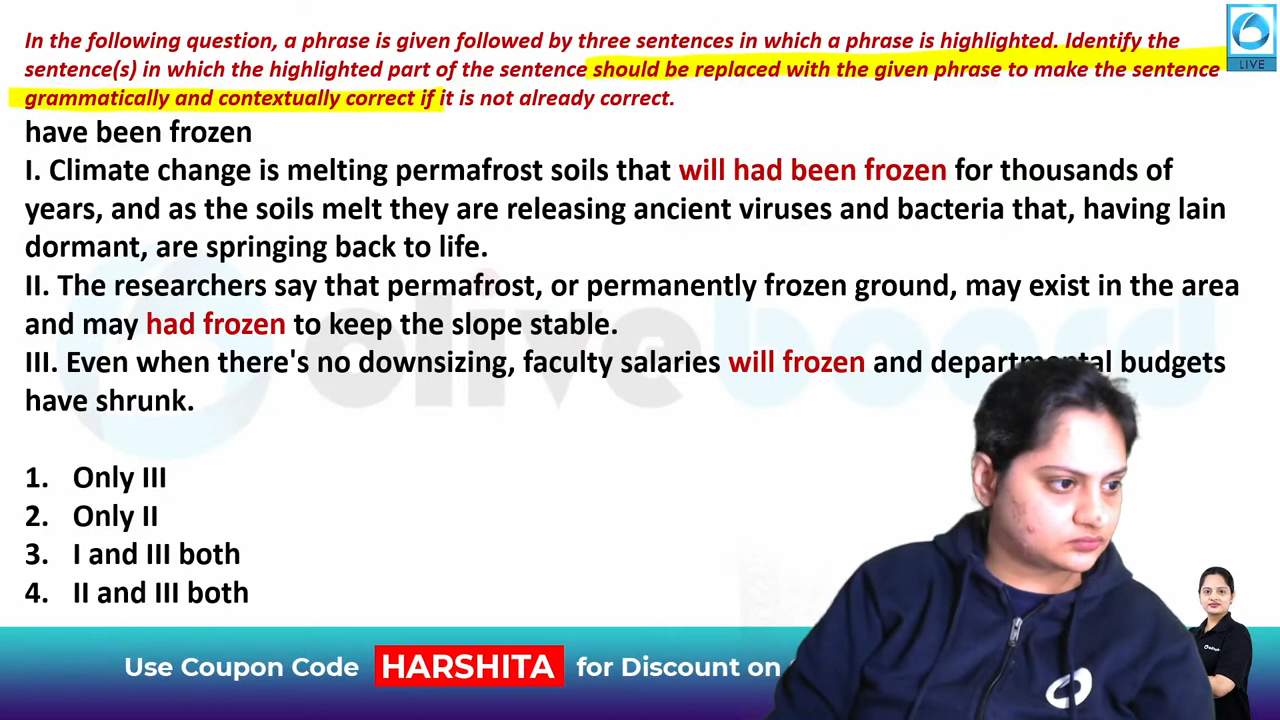 In the following question, a phrase is given followed by three sentences in which a phrase is highlighted. Identify the
sentence(s) in which the highlighted part of the sentence should be replaced with the given phrase to make the sentence
grammatically and contextually correct if it is not already correct.
LIVE
have been frozen
I. Climate change is melting permafrost soils that will had been frozen for thousands of
years, and as the soils melt they are releasing ancient viruses and bacteria that, having lain
dormant, are springing back to life.
II. The researchers say that permafrost, or permanently frozen ground, may exist in the area
and may had frozen to keep the slope stable.
III. Even when there's no downsizing, faculty salaries will frozen and departmental budgets
have shrunk.
oliveboard
1. Only III
2. Only II
3. I and III both
4. II and III both
Use Coupon Code HARSHITA for Discount on